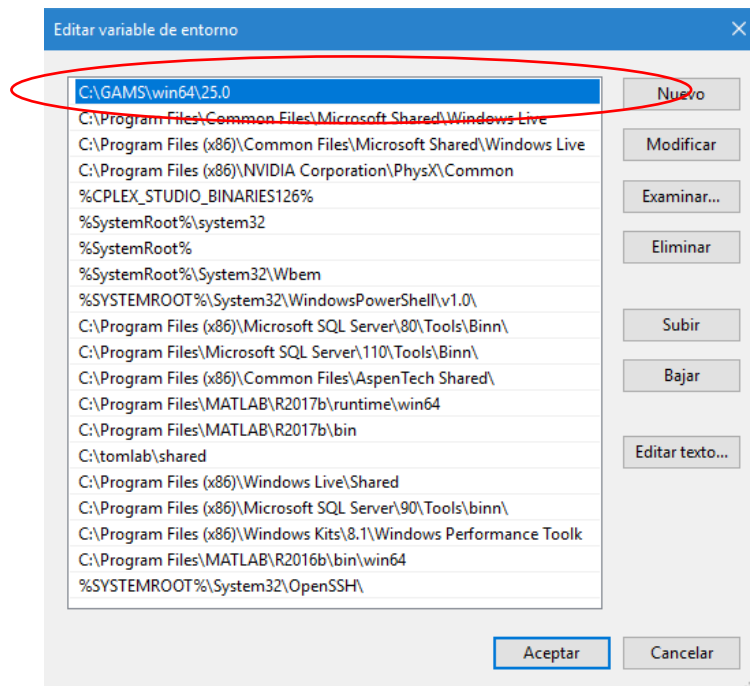 Editar variable de entorno
C:\GAMS\win64\25.0
C:\Program Files\Common Files\Microsoft Shared\Windows Live
C:\Program Files (x86)\Common Files\Microsoft Shared\Windows Live
C:\Program Files (x86)\NVIDIA Corporation\PhysX\Common
%CPLEX_STUDIO_BINARIES126%
%SystemRoot%\system32
%SystemRoot%
%SystemRoot%\System32\Wbem
%SYSTEMROOT%\System32\WindowsPowerShell\v1.0\
C:\Program Files (x86)\Microsoft SQL Server\80\Tools\Binn\
C:\Program Files\Microsoft SQL Server\110\Tools\Binn\
C:\Program Files (x86)\Common Files\AspenTech Shared\
C:\Program Files\MATLAB\R2017b\runtime\win64
C:\Program Files\MATLAB\R2017b\bin
C:\tomlab\shared
C:\Program Files (x86)\Windows Live\Shared
C:\Program Files (x86)\Microsoft SQL Server\90\Tools\binn\
C:\Program Files (x86)\Windows Kits\8.1\Windows Performance Toolk
C:\Program Files\MATLAB\R2016b\bin\win64
%SYSTEMROOT%\System32\OpenSSH\
Nuevo
Modificar
Examinar...
Eliminar
Subir
Bajar
Editar texto...
Aceptar
Cancelar